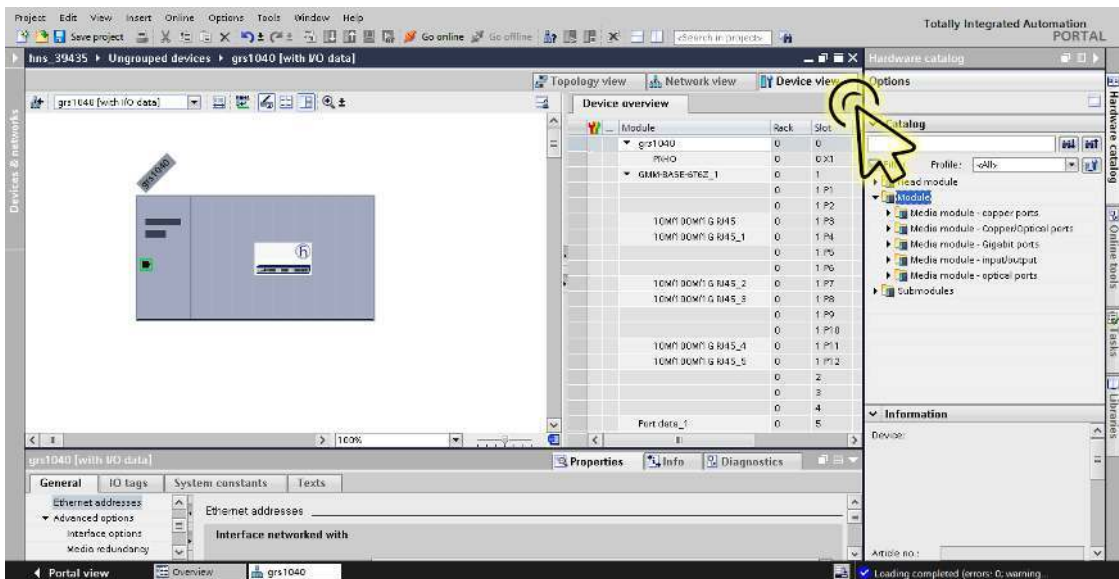 Project Edit View Insert Online Options Tools Window Help
Totally Integrated Automation
PORTAL
Save project
Go online
Go offline
<Search in project>
hns_39435 ▸ Ungrouped devices ▸ grs1040 [with I/O data]
Hardware catalog
Topology view
Network view
Device view
Options
grs1040 [with I/O data]
Device overview
Module Rack Slot
grs1040 0 0
PN-IO 0 0 X1
GMM-BASE-6T6Z_1 0 1
0 1 P1
0 1 P2
10M/100M/1G RJ45 0 1 P3
10M/100M/1G RJ45_1 0 1 P4
0 1 P5
0 1 P6
10M/100M/1G RJ45_2 0 1 P7
10M/100M/1G RJ45_3 0 1 P8
0 1 P9
0 1 P10
10M/100M/1G RJ45_4 0 1 P11
10M/100M/1G RJ45_5 0 1 P12
0 2
0 3
0 4
Port data_1 0 5
grs1040
Catalog
Profile: <All>
Head module
Module
Media module - copper ports
Media module - Copper/Optical ports
Media module - Gigabit ports
Media module - input/output
Media module - optical ports
Submodules
Information
Device:
Article no.:
Devices & networks
Hardware catalog
Online tools
Tasks
Libraries
100%
grs1040 [with I/O data]
Properties
Info
Diagnostics
General IO tags System constants Texts
Ethernet addresses
Advanced options
Interface options
Media redundancy
Ethernet addresses
Interface networked with
Portal view
Overview
grs1040
Loading completed (errors: 0; warning